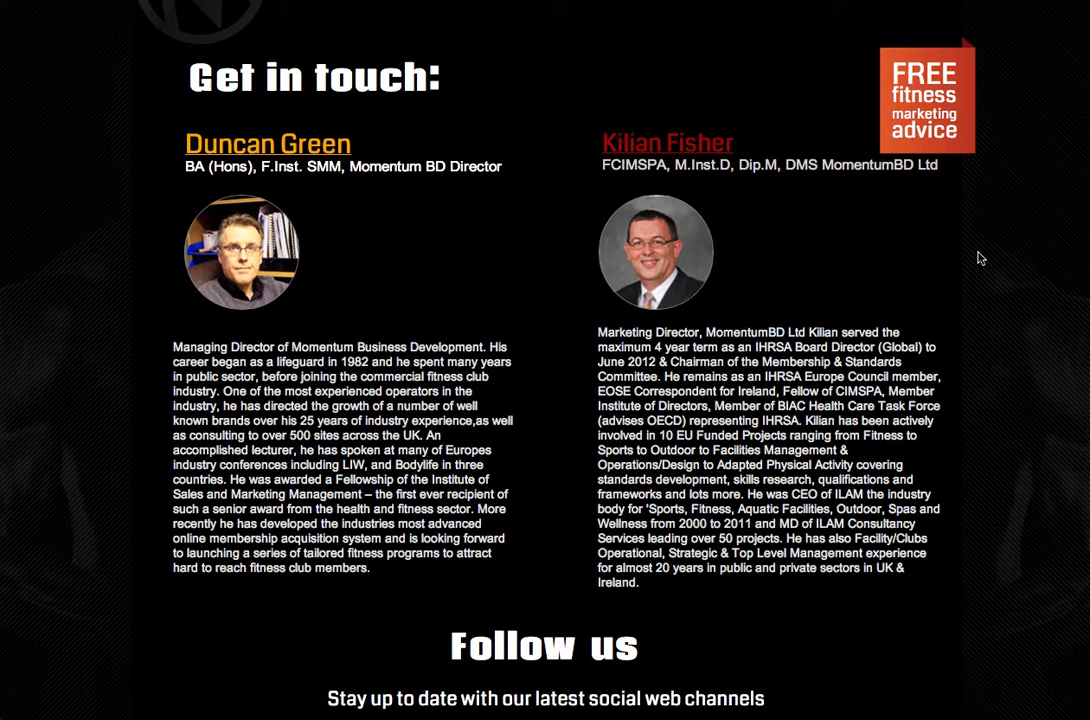 Get in touch:
FREE
fitness
marketing
advice
Duncan Green
BA (Hons), F.Inst. SMM, Momentum BD Director
Managing Director of Momentum Business Development. His
career began as a lifeguard in 1982 and he spent many years
in public sector, before joining the commercial fitness club
industry. One of the most experienced operators in the
industry, he has directed the growth of a number of well
known brands over his 25 years of industry experience,as well
as consulting to over 500 sites across the UK. An
accomplished lecturer, he has spoken at many of Europes
industry conferences including LIW, and Bodylife in three
countries. He was awarded a Fellowship of the Institute of
Sales and Marketing Management – the first ever recipient of
such a senior award from the health and fitness sector. More
recently he has developed the industries most advanced
online membership acquisition system and is looking forward
to launching a series of tailored fitness programs to attract
hard to reach fitness club members.
Kilian Fisher
FCIMSPA, M.Inst.D, Dip.M, DMS MomentumBD Ltd
Marketing Director, MomentumBD Ltd Kilian served the
maximum 4 year term as an IHRSA Board Director (Global) to
June 2012 & Chairman of the Membership & Standards
Committee. He remains as an IHRSA Europe Council member,
EOSE Correspondent for Ireland, Fellow of CIMSPA, Member
Institute of Directors, Member of BIAC Health Care Task Force
(advises OECD) representing IHRSA. Kilian has been actively
involved in 10 EU Funded Projects ranging from Fitness to
Sports to Outdoor to Facilities Management &
Operations/Design to Adapted Physical Activity covering
standards development, skills research, qualifications and
frameworks and lots more. He was CEO of ILAM the industry
body for 'Sports, Fitness, Aquatic Facilities, Outdoor, Spas and
Wellness from 2000 to 2011 and MD of ILAM Consultancy
Services leading over 50 projects. He has also Facility/Clubs
Operational, Strategic & Top Level Management experience
for almost 20 years in public and private sectors in UK &
Ireland.
Follow us
Stay up to date with our latest social web channels